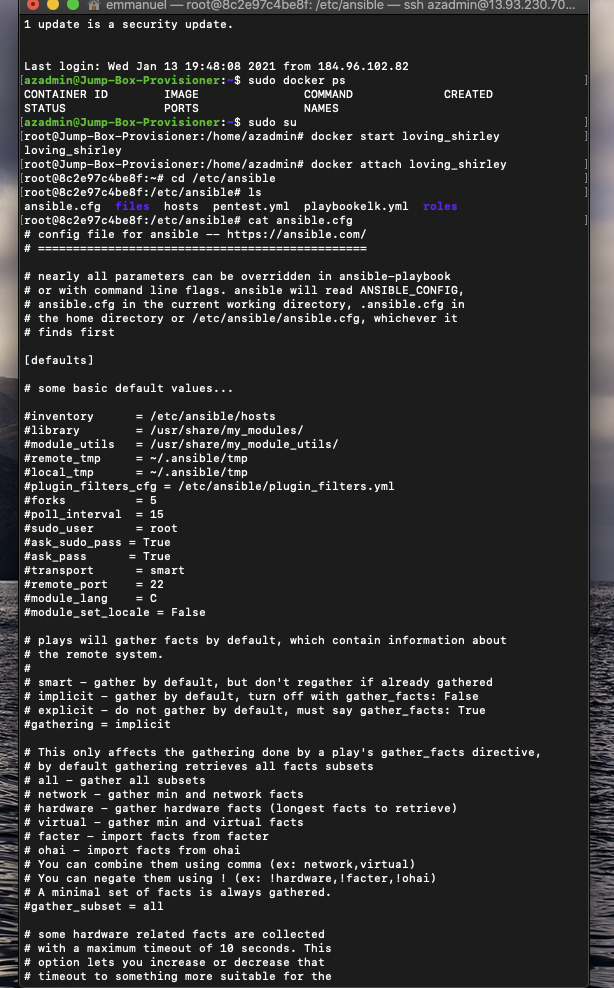 emmanuel — root@8c2e97c4be8f: /etc/ansible — ssh azadmin@13.93.230.70...
1 update is a security update.
Last login: Wed Jan 13 19:48:08 2021 from 184.96.102.82
[azadmin@Jump-Box-Provisioner:~$ sudo docker ps ]
CONTAINER ID        IMAGE               COMMAND             CREATED
STATUS              PORTS               NAMES
[azadmin@Jump-Box-Provisioner:~$ sudo su ]
[root@Jump-Box-Provisioner:/home/azadmin# docker start loving_shirley ]
loving_shirley
[root@Jump-Box-Provisioner:/home/azadmin# docker attach loving_shirley ]
[root@8c2e97c4be8f:~# cd /etc/ansible ]
[root@8c2e97c4be8f:/etc/ansible# ls ]
ansible.cfg  files  hosts  pentest.yml  playbookelk.yml  roles
[root@8c2e97c4be8f:/etc/ansible# cat ansible.cfg ]
# config file for ansible -- https://ansible.com/
# ===============================================
# nearly all parameters can be overridden in ansible-playbook
# or with command line flags. ansible will read ANSIBLE_CONFIG,
# ansible.cfg in the current working directory, .ansible.cfg in
# the home directory or /etc/ansible/ansible.cfg, whichever it
# finds first
[defaults]
# some basic default values...
#inventory      = /etc/ansible/hosts
#library        = /usr/share/my_modules/
#module_utils   = /usr/share/my_module_utils/
#remote_tmp     = ~/.ansible/tmp
#local_tmp      = ~/.ansible/tmp
#plugin_filters_cfg = /etc/ansible/plugin_filters.yml
#forks          = 5
#poll_interval  = 15
#sudo_user      = root
#ask_sudo_pass = True
#ask_pass      = True
#transport      = smart
#remote_port    = 22
#module_lang    = C
#module_set_locale = False
# plays will gather facts by default, which contain information about
# the remote system.
#
# smart - gather by default, but don't regather if already gathered
# implicit - gather by default, turn off with gather_facts: False
# explicit - do not gather by default, must say gather_facts: True
#gathering = implicit
# This only affects the gathering done by a play's gather_facts directive,
# by default gathering retrieves all facts subsets
# all - gather all subsets
# network - gather min and network facts
# hardware - gather hardware facts (longest facts to retrieve)
# virtual - gather min and virtual facts
# facter - import facts from facter
# ohai - import facts from ohai
# You can combine them using comma (ex: network,virtual)
# You can negate them using ! (ex: !hardware,!facter,!ohai)
# A minimal set of facts is always gathered.
#gather_subset = all
# some hardware related facts are collected
# with a maximum timeout of 10 seconds. This
# option lets you increase or decrease that
# timeout to something more suitable for the